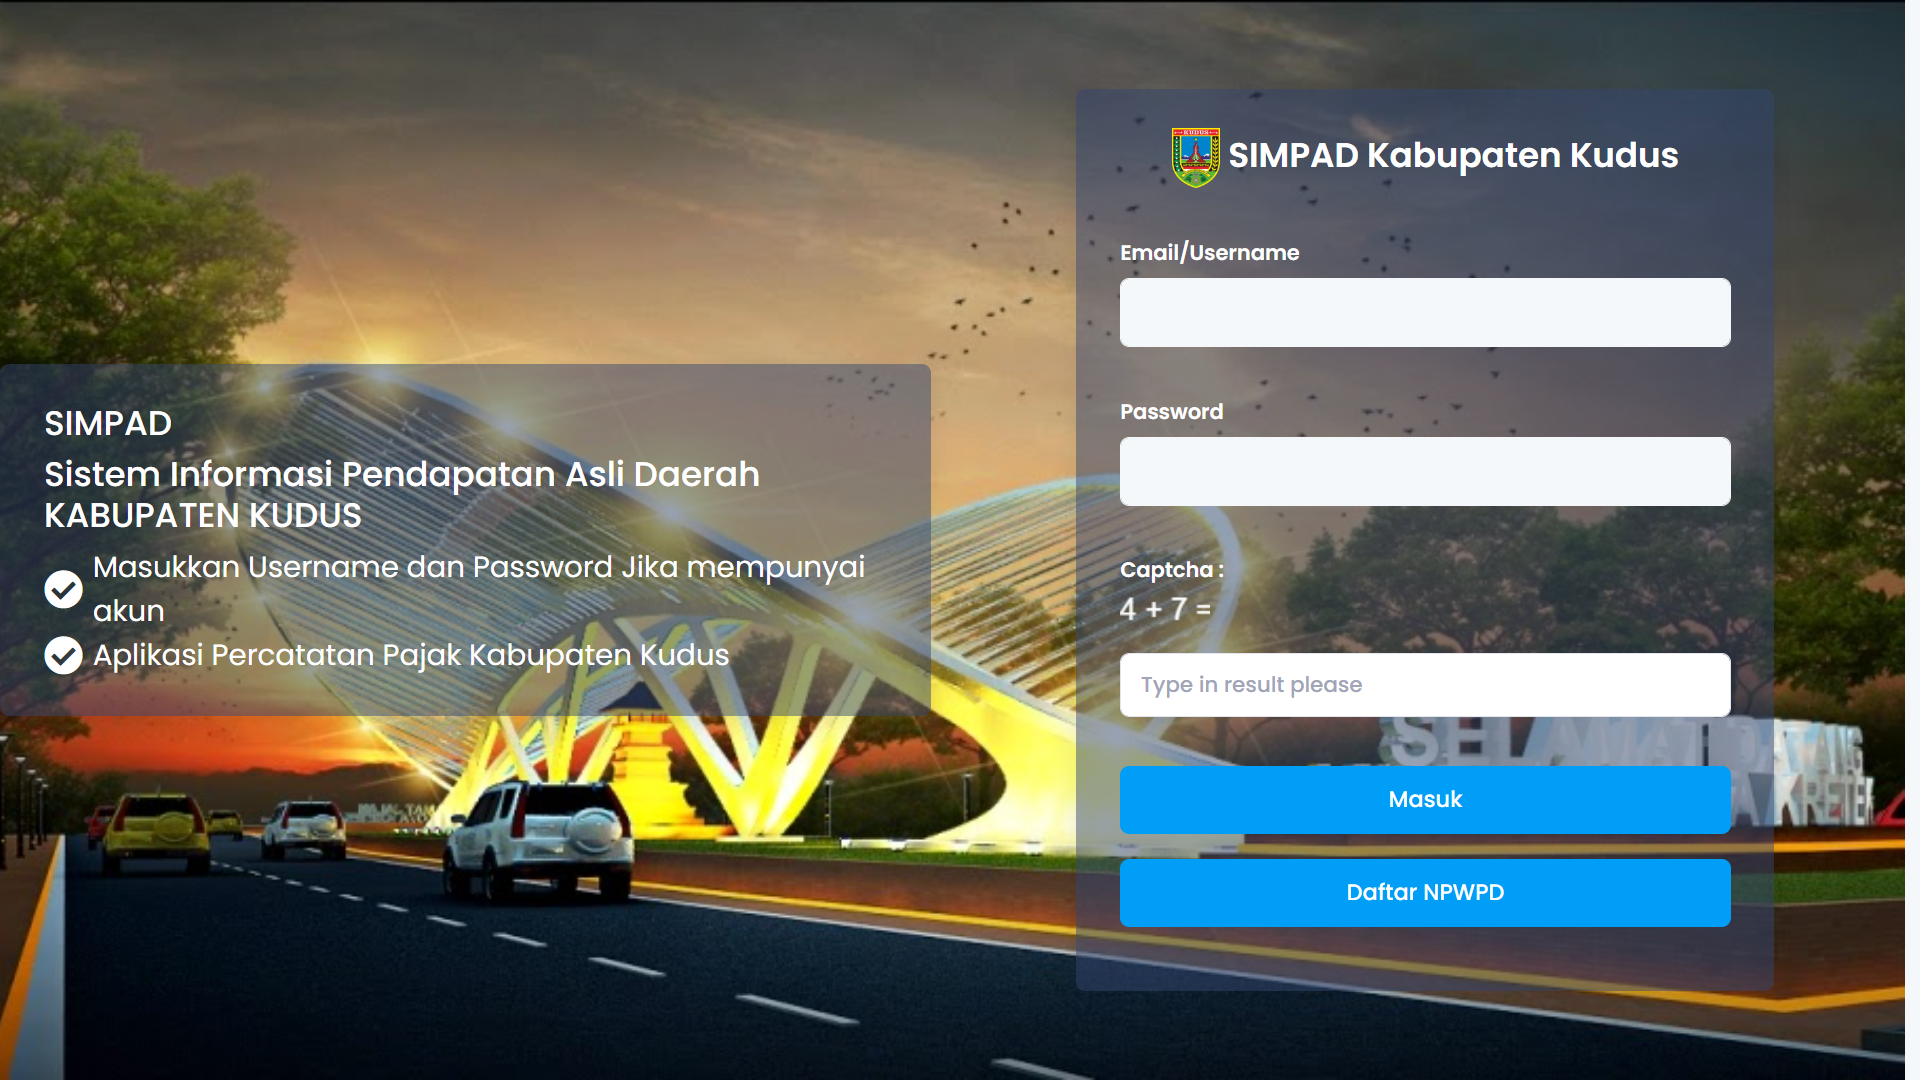 SIMPAD
Sistem Informasi Pendapatan Asli Daerah
KABUPATEN KUDUS
Masukkan Username dan Password Jika mempunyai
akun
Aplikasi Percatatan Pajak Kabupaten Kudus
KUDUS
SIMPAD Kabupaten Kudus
Email/Username
Password
Captcha :
4 + 7 =
Type in result please
Masuk
Daftar NPWPD